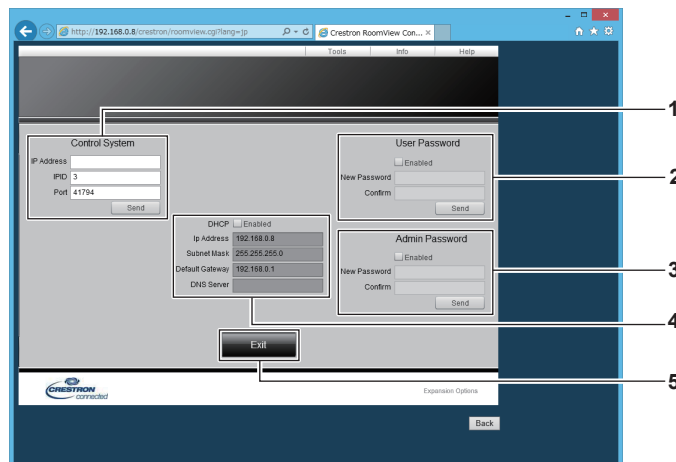 http://192.168.0.8/crestron/roomview.cgi?lang=jp
Crestron RoomView Con... ×
Tools Info Help
1
Control System
IP Address
IPID 3
Port 41794
Send
User Password
Enabled
New Password
Confirm
Send
2
DHCP Enabled
Ip Address 192.168.0.8
Subnet Mask 255.255.255.0
Default Gateway 192.168.0.1
DNS Server
Admin Password
Enabled
New Password
Confirm
Send
3
4
Exit
5
CRESTRON
connected
Expansion Options
Back